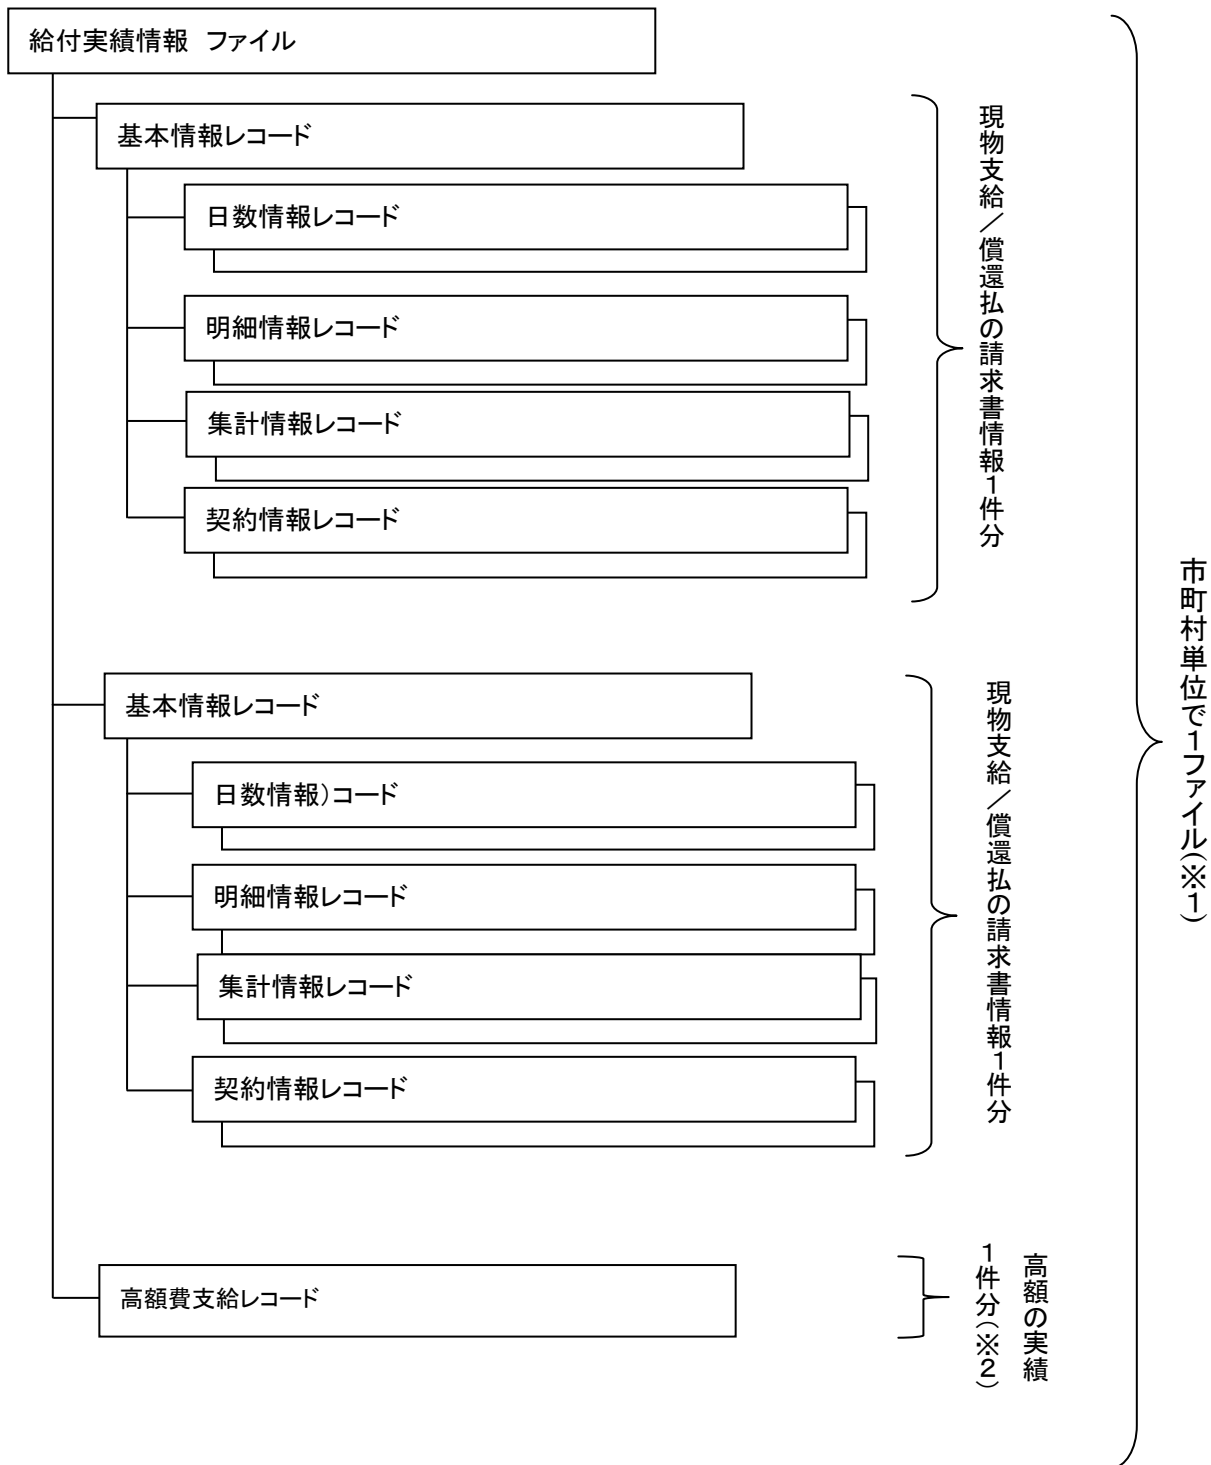 給付実績情報　ファイル
基本情報レコード
日数情報レコード
明細情報レコード
集計情報レコード
契約情報レコード
現物支給／償還払の請求書情報１件分
基本情報レコード
日数情報）コード
明細情報レコード
集計情報レコード
契約情報レコード
現物支給／償還払の請求書情報１件分
高額費支給レコード
高額の実績
１件分（※２）
市町村単位で１ファイル（※１）